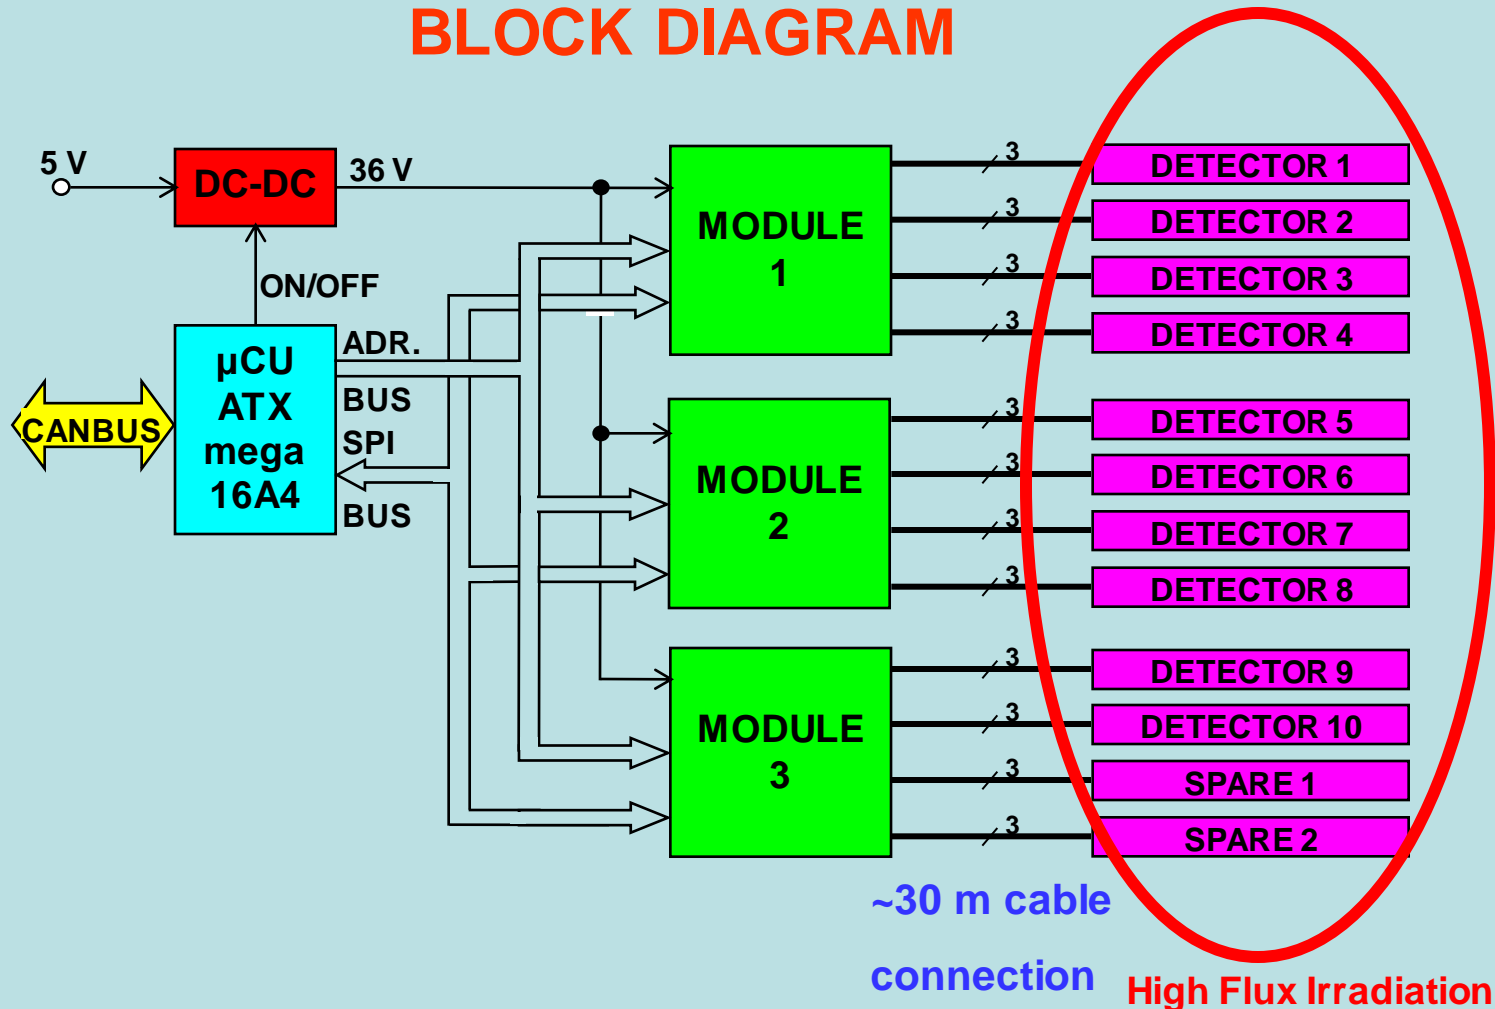 BLOCK DIAGRAM
5 V
DC-DC
36 V
ON/OFF
µCU
ATX
mega
16A4
CANBUS
ADR.
BUS
SPI
BUS
MODULE
1
3
DETECTOR 1
3
DETECTOR 2
3
DETECTOR 3
3
DETECTOR 4
MODULE
2
3
DETECTOR 5
3
DETECTOR 6
3
DETECTOR 7
3
DETECTOR 8
MODULE
3
3
DETECTOR 9
3
DETECTOR 10
3
SPARE 1
3
SPARE 2
~30 m cable
connection
High Flux Irradiation